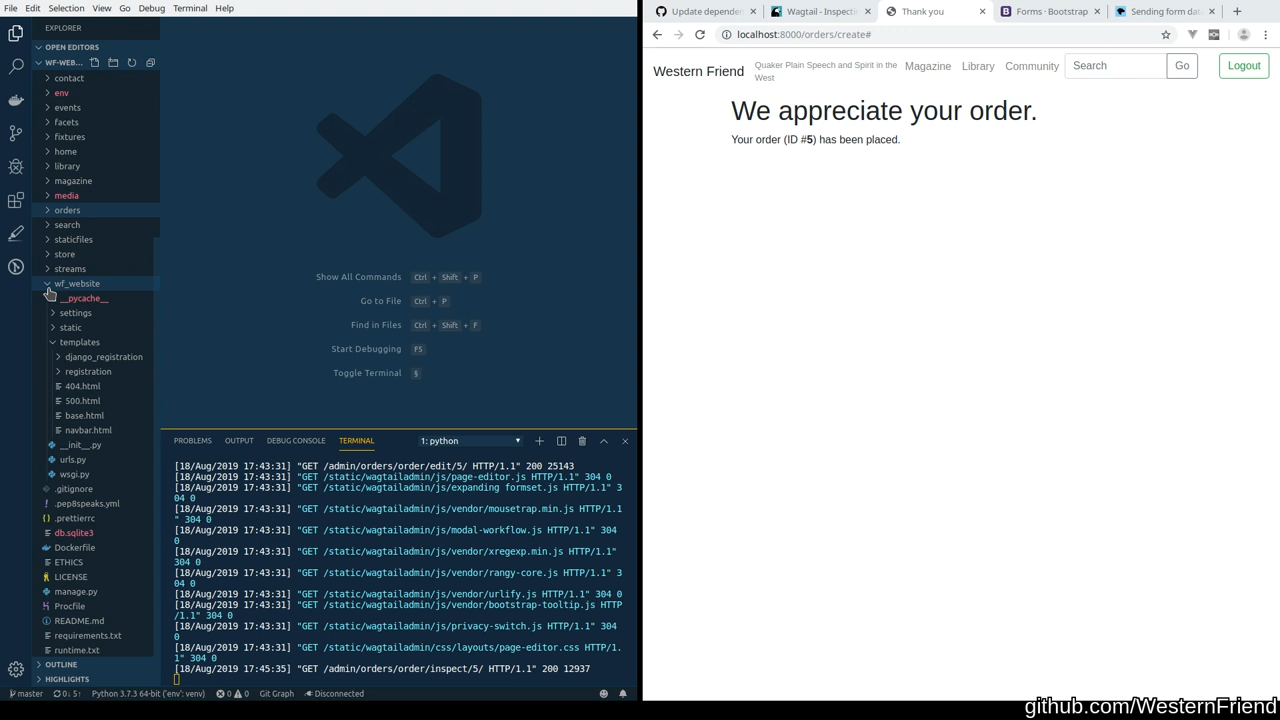 File Edit Selection View Go Debug Terminal Help
EXPLORER
OPEN EDITORS
WF-WEB...
contact
env
events
facets
fixtures
home
library
magazine
media
orders
search
staticfiles
store
streams
wf_website
__pycache__
settings
static
templates
django_registration
registration
404.html
500.html
base.html
navbar.html
__init__.py
urls.py
wsgi.py
.gitignore
.pep8speaks.yml
.prettierrc
db.sqlite3
Dockerfile
ETHICS
LICENSE
manage.py
Procfile
README.md
requirements.txt
runtime.txt
OUTLINE
HIGHLIGHTS
Show All Commands Ctrl + Shift + P
Go to File Ctrl + P
Find in Files Ctrl + Shift + F
Start Debugging F5
Toggle Terminal Ctrl + §
PROBLEMS OUTPUT DEBUG CONSOLE TERMINAL 1: python
[18/Aug/2019 17:43:31] "GET /admin/orders/order/edit/5/ HTTP/1.1" 200 25143
[18/Aug/2019 17:43:31] "GET /static/wagtailadmin/js/page-editor.js HTTP/1.1" 304 0
[18/Aug/2019 17:43:31] "GET /static/wagtailadmin/js/expanding formset.js HTTP/1.1" 3
04 0
[18/Aug/2019 17:43:31] "GET /static/wagtailadmin/js/vendor/mousetrap.min.js HTTP/1.1
" 304 0
[18/Aug/2019 17:43:31] "GET /static/wagtailadmin/js/modal-workflow.js HTTP/1.1" 304
0
[18/Aug/2019 17:43:31] "GET /static/wagtailadmin/js/vendor/xregexp.min.js HTTP/1.1"
304 0
[18/Aug/2019 17:43:31] "GET /static/wagtailadmin/js/vendor/rangy-core.js HTTP/1.1" 3
04 0
[18/Aug/2019 17:43:31] "GET /static/wagtailadmin/js/vendor/urlify.js HTTP/1.1" 304 0
[18/Aug/2019 17:43:31] "GET /static/wagtailadmin/js/vendor/bootstrap-tooltip.js HTTP
/1.1" 304 0
[18/Aug/2019 17:43:31] "GET /static/wagtailadmin/js/privacy-switch.js HTTP/1.1" 304
0
[18/Aug/2019 17:43:31] "GET /static/wagtailadmin/css/layouts/page-editor.css HTTP/1.
1" 304 0
[18/Aug/2019 17:45:35] "GET /admin/orders/order/inspect/5/ HTTP/1.1" 200 12937
master 0↓ 5↑ Python 3.7.3 64-bit ('env': venv) 0 0 Git Graph Disconnected
Update depender Wagtail - Inspecti Thank you Forms · Bootstrap Sending form dat
localhost:8000/orders/create#
Western Friend Quaker Plain Speech and Spirit in the Magazine Library Community Search Go Logout
West
We appreciate your order.
Your order (ID #5) has been placed.
github.com/WesternFriend